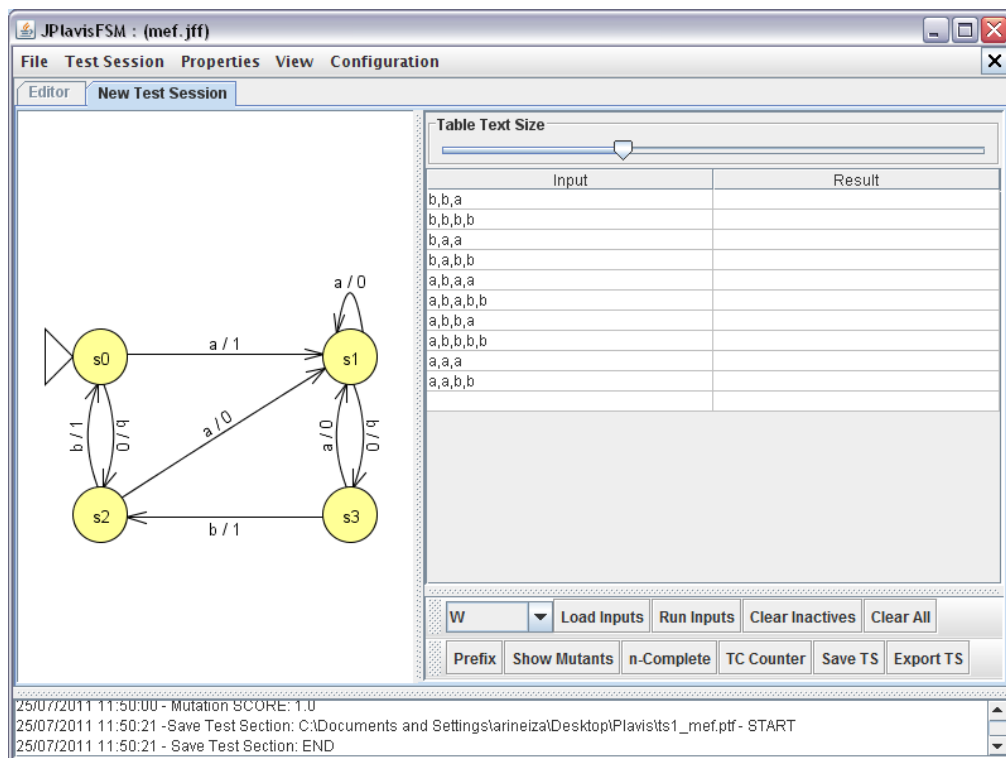 JPlavisFSM : (mef.jff)
File Test Session Properties View Configuration
Editor New Test Session
Table Text Size
Input Result
b,b,a
b,b,b,b
b,a,a
b,a,b,b
a,b,a,a
a,b,a,b,b
a,b,b,a
a,b,b,b,b
a,a,a
a,a,b,b
a / 0
s0
a / 1
s1
b / 1
b / 0
a / 0
a / 0
b / 0
s2
b / 1
s3
W Load Inputs Run Inputs Clear Inactives Clear All
Prefix Show Mutants n-Complete TC Counter Save TS Export TS
25/07/2011 11:50:00 - Mutation SCORE: 1.0
25/07/2011 11:50:21 -Save Test Section: C:\Documents and Settings\arineiza\Desktop\Plavis\ts1_mef.ptf - START
25/07/2011 11:50:21 - Save Test Section: END